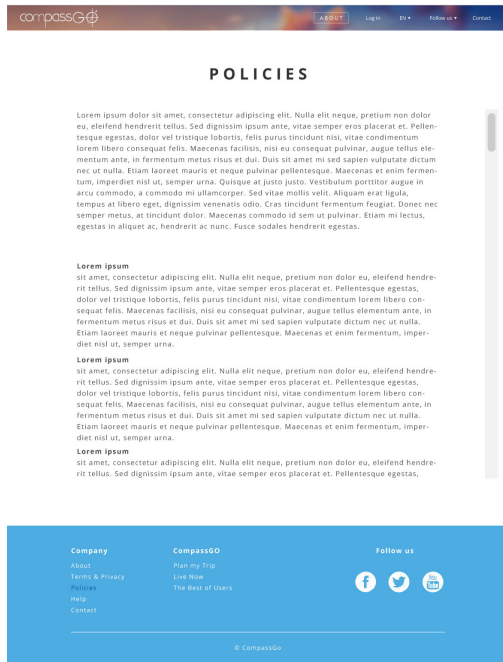 compassGO
ABOUT Log in EN ▾ Follow us ▾ Contact
POLICIES
Lorem ipsum dolor sit amet, consectetur adipiscing elit. Nulla elit neque, pretium non dolor
eu, eleifend hendrerit tellus. Sed dignissim ipsum ante, vitae semper eros placerat et. Pellen-
tesque egestas, dolor vel tristique lobortis, felis purus tincidunt nisi, vitae condimentum
lorem libero consequat felis. Maecenas facilisis, nisi eu consequat pulvinar, augue tellus ele-
mentum ante, in fermentum metus risus et dui. Duis sit amet mi sed sapien vulputate dictum
nec ut nulla. Etiam laoreet mauris et neque pulvinar pellentesque. Maecenas et enim fermen-
tum, imperdiet nisl ut, semper urna. Quisque at justo justo. Vestibulum porttitor augue in
arcu commodo, a commodo mi ullamcorper. Sed vitae mollis velit. Aliquam erat ligula,
tempus at libero eget, dignissim venenatis odio. Cras tincidunt fermentum feugiat. Donec nec
semper metus, at tincidunt dolor. Maecenas commodo id sem ut pulvinar. Etiam mi lectus,
egestas in aliquet ac, hendrerit ac nunc. Fusce sodales hendrerit egestas.
Lorem ipsum
sit amet, consectetur adipiscing elit. Nulla elit neque, pretium non dolor eu, eleifend hendre-
rit tellus. Sed dignissim ipsum ante, vitae semper eros placerat et. Pellentesque egestas,
dolor vel tristique lobortis, felis purus tincidunt nisi, vitae condimentum lorem libero con-
sequat felis. Maecenas facilisis, nisi eu consequat pulvinar, augue tellus elementum ante, in
fermentum metus risus et dui. Duis sit amet mi sed sapien vulputate dictum nec ut nulla.
Etiam laoreet mauris et neque pulvinar pellentesque. Maecenas et enim fermentum, imper-
diet nisl ut, semper urna.
Lorem ipsum
sit amet, consectetur adipiscing elit. Nulla elit neque, pretium non dolor eu, eleifend hendre-
rit tellus. Sed dignissim ipsum ante, vitae semper eros placerat et. Pellentesque egestas,
dolor vel tristique lobortis, felis purus tincidunt nisi, vitae condimentum lorem libero con-
sequat felis. Maecenas facilisis, nisi eu consequat pulvinar, augue tellus elementum ante, in
fermentum metus risus et dui. Duis sit amet mi sed sapien vulputate dictum nec ut nulla.
Etiam laoreet mauris et neque pulvinar pellentesque. Maecenas et enim fermentum, imper-
diet nisl ut, semper urna.
Lorem ipsum
sit amet, consectetur adipiscing elit. Nulla elit neque, pretium non dolor eu, eleifend hendre-
rit tellus. Sed dignissim ipsum ante, vitae semper eros placerat et. Pellentesque egestas,
Company
About
Terms & Privacy
Policies
Help
Contact
CompassGO
Plan my Trip
Live Now
The Best of Users
Follow us
You
Tube
© CompassGo